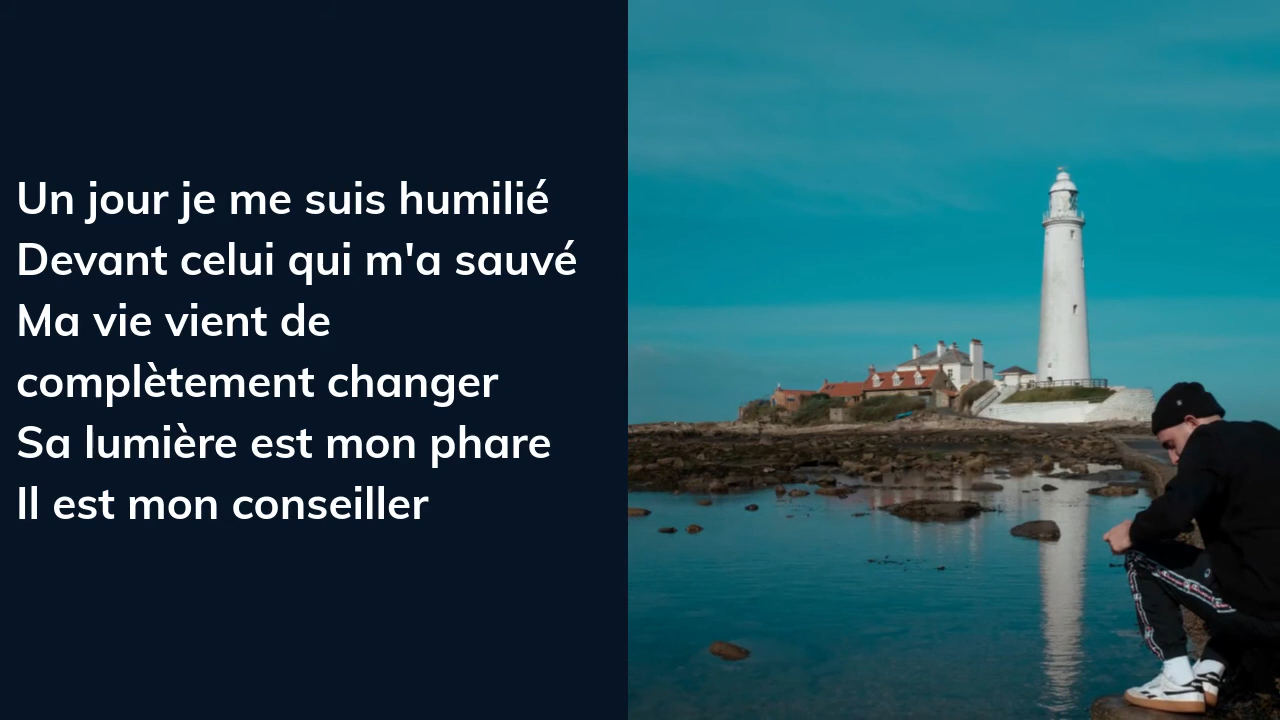 Un jour je me suis humilié
Devant celui qui m'a sauvé
Ma vie vient de
complètement changer
Sa lumière est mon phare
Il est mon conseiller